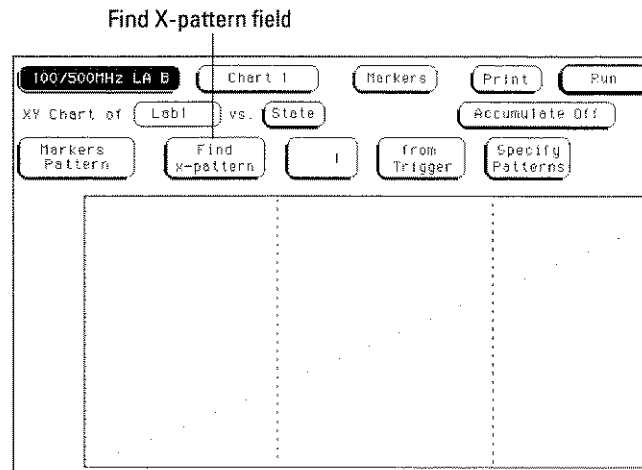 Find X-pattern field
100/500MHz LA B Chart 1 Markers Print Run
XY Chart of Lab1 vs. State Accumulate Off
Markers Pattern Find x-pattern 1 from Trigger Specify Patterns